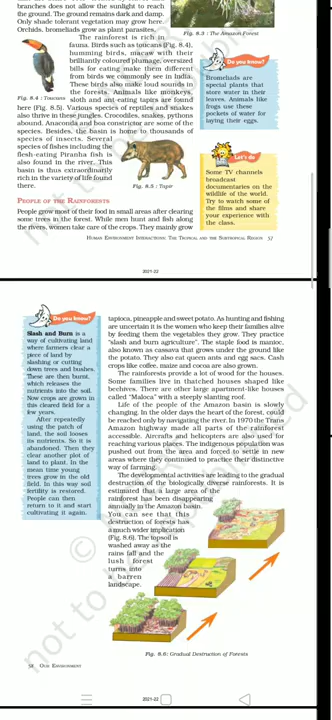 branches does not allow the sunlight to reach
the ground. The ground remains dark and damp.
Only shade tolerant vegetation may grow here.
Orchids, bromeliads grow as plant parasites.
The rainforest is rich in
fauna. Birds such as toucans (Fig. 8.4),
humming birds, macaw with their
brilliantly coloured plumage, oversized
bills for eating make them different
from birds we commonly see in India.
These birds also make loud sounds in
the forests. Animals like monkeys,
sloth and ant-eating tapirs are found
here (Fig. 8.5). Various species of reptiles and snakes
also thrive in these jungles. Crocodiles, snakes, pythons
abound. Anaconda and boa constrictor are some of the
species. Besides, the basin is home to thousands of
species of insects. Several
species of fishes including the
flesh-eating Piranha fish is
also found in the river. This
basin is thus extraordinarily
rich in the variety of life found
there.
Fig. 8.4 : Toucans
Fig. 8.5 : Tapir
Fig. 8.3 : The Amazon Forest
Do you know?
Bromeliads are
special plants that
store water in their
leaves. Animals like
frogs use these
pockets of water for
laying their eggs.
Let's do
Some TV channels
broadcast
documentaries on the
wildlife of the world.
Try to watch some of
the films and share
your experience with
the class.
People of the Rainforests
People grow most of their food in small areas after clearing
some trees in the forest. While men hunt and fish along
the rivers, women take care of the crops. They mainly grow
Human Environment Interactions: The Tropical and the Subtropical Region 57
2021-22
Do you know?
Slash and Burn is a
way of cultivating land
where farmers clear a
piece of land by
slashing or cutting
down trees and bushes.
These are then burnt,
which releases the
nutrients into the soil.
Now crops are grown in
this cleared field for a
few years.
After repeatedly
using the patch of
land, the soil loses
its nutrients. So it is
abandoned. Then they
clear another plot of
land to plant. In the
mean time young
trees grow in the old
field. In this way soil
fertility is restored.
People can then
return to it and start
cultivating it again.
tapioca, pineapple and sweet potato. As hunting and fishing
are uncertain it is the women who keep their families alive
by feeding them the vegetables they grow. They practice
"slash and burn agriculture". The staple food is manioc,
also known as cassava that grows under the ground like
the potato. They also eat queen ants and egg sacs. Cash
crops like coffee, maize and cocoa are also grown.
The rainforests provide a lot of wood for the houses.
Some families live in thatched houses shaped like
beehives. There are other large apartment-like houses
called "Maloca" with a steeply slanting roof.
Life of the people of the Amazon basin is slowly
changing. In the older days the heart of the forest, could
be reached only by navigating the river. In 1970 the Trans
Amazon highway made all parts of the rainforest
accessible. Aircrafts and helicopters are also used for
reaching various places. The indigenous population was
pushed out from the area and forced to settle in new
areas where they continued to practice their distinctive
way of farming.
The developmental activities are leading to the gradual
destruction of the biologically diverse rainforests. It is
estimated that a large area of the
rainforest has been disappearing
annually in the Amazon basin.
You can see that this
destruction of forests has
a much wider implication
(Fig. 8.6). The topsoil is
washed away as the
rains fall and the
lush forest
turns into
a barren
landscape.
Fig. 8.6: Gradual Destruction of Forests
58 Our Environment
2021-22